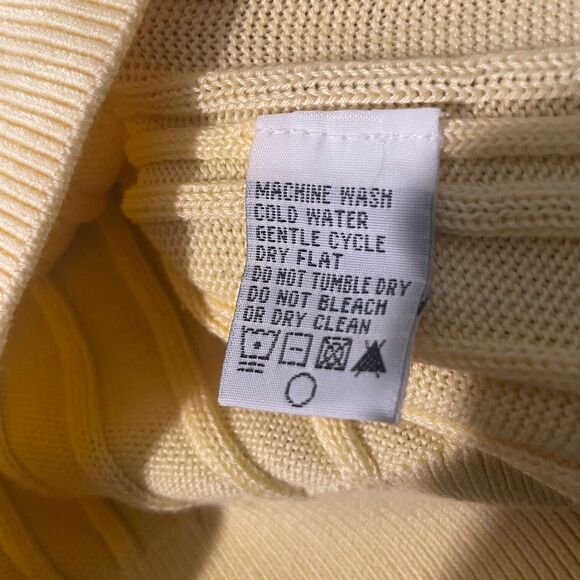 MACHINE WASH
COLD WATER
GENTLE CYCLE
DRY FLAT
DO NOT TUMBLE DRY
DO NOT BLEACH
OR DRY CLEAN